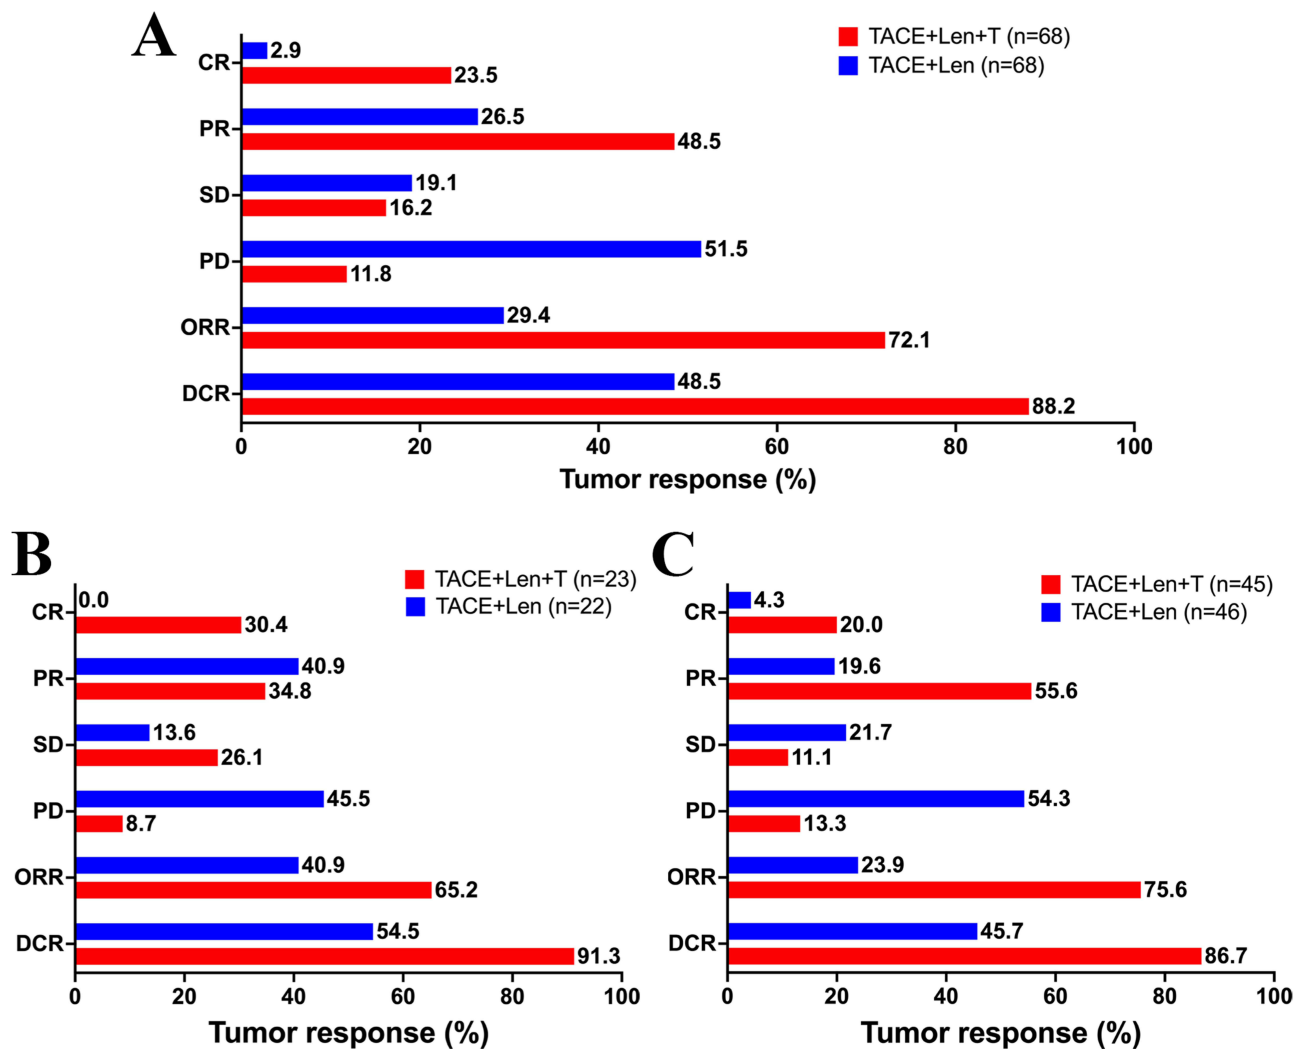 A
TACE+Len+T (n=68)
TACE+Len (n=68)
CR
2.9
23.5
PR
26.5
48.5
SD
19.1
16.2
PD
51.5
11.8
ORR
29.4
72.1
DCR
48.5
88.2
0 20 40 60 80 100
Tumor response (%)
B
TACE+Len+T (n=23)
TACE+Len (n=22)
CR
0.0
30.4
PR
40.9
34.8
SD
13.6
26.1
PD
45.5
8.7
ORR
40.9
65.2
DCR
54.5
91.3
0 20 40 60 80 100
Tumor response (%)
C
TACE+Len+T (n=45)
TACE+Len (n=46)
CR
4.3
20.0
PR
19.6
55.6
SD
21.7
11.1
PD
54.3
13.3
ORR
23.9
75.6
DCR
45.7
86.7
0 20 40 60 80 100
Tumor response (%)